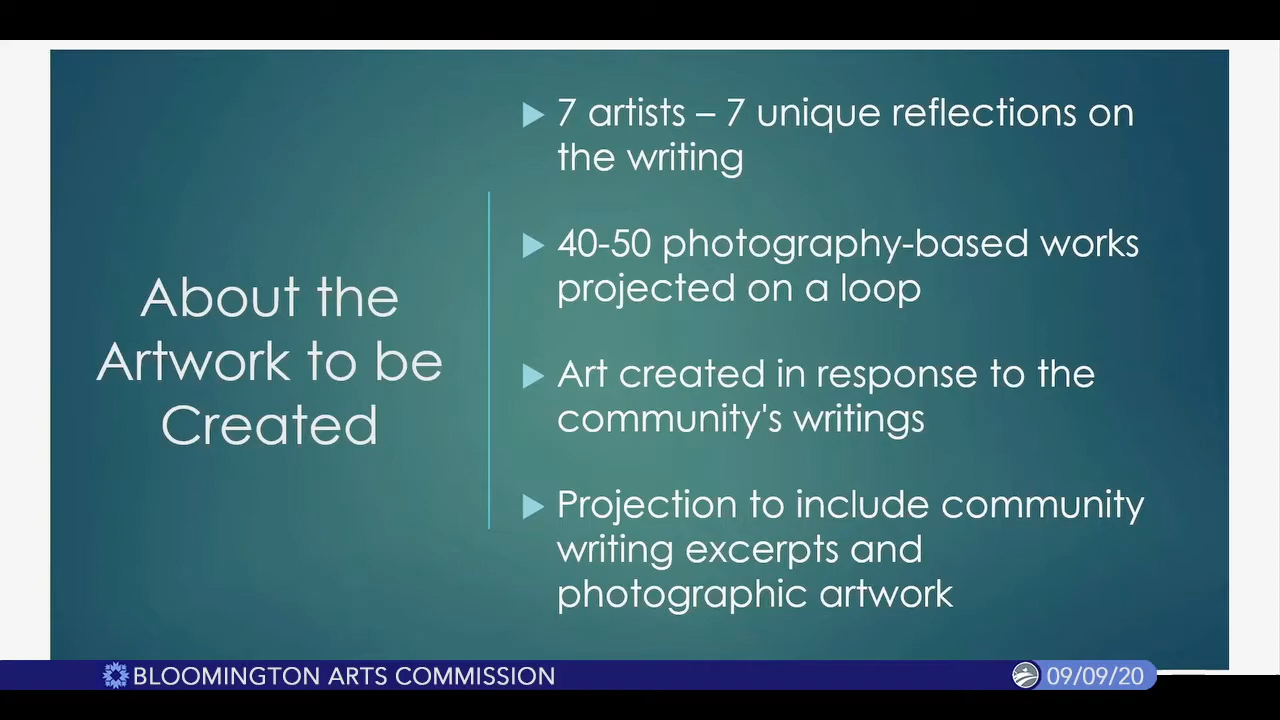 About the
Artwork to be
Created
7 artists – 7 unique reflections on
the writing
40-50 photography-based works
projected on a loop
Art created in response to the
community's writings
Projection to include community
writing excerpts and
photographic artwork
BLOOMINGTON ARTS COMMISSION
09/09/20